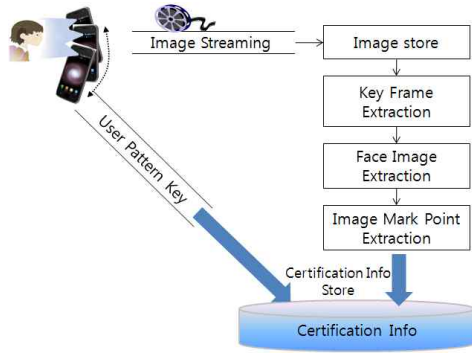 Image Streaming
Image store
Key Frame
Extraction
Face Image
Extraction
Image Mark Point
Extraction
User Pattern Key
Certification Info
Store
Certification Info